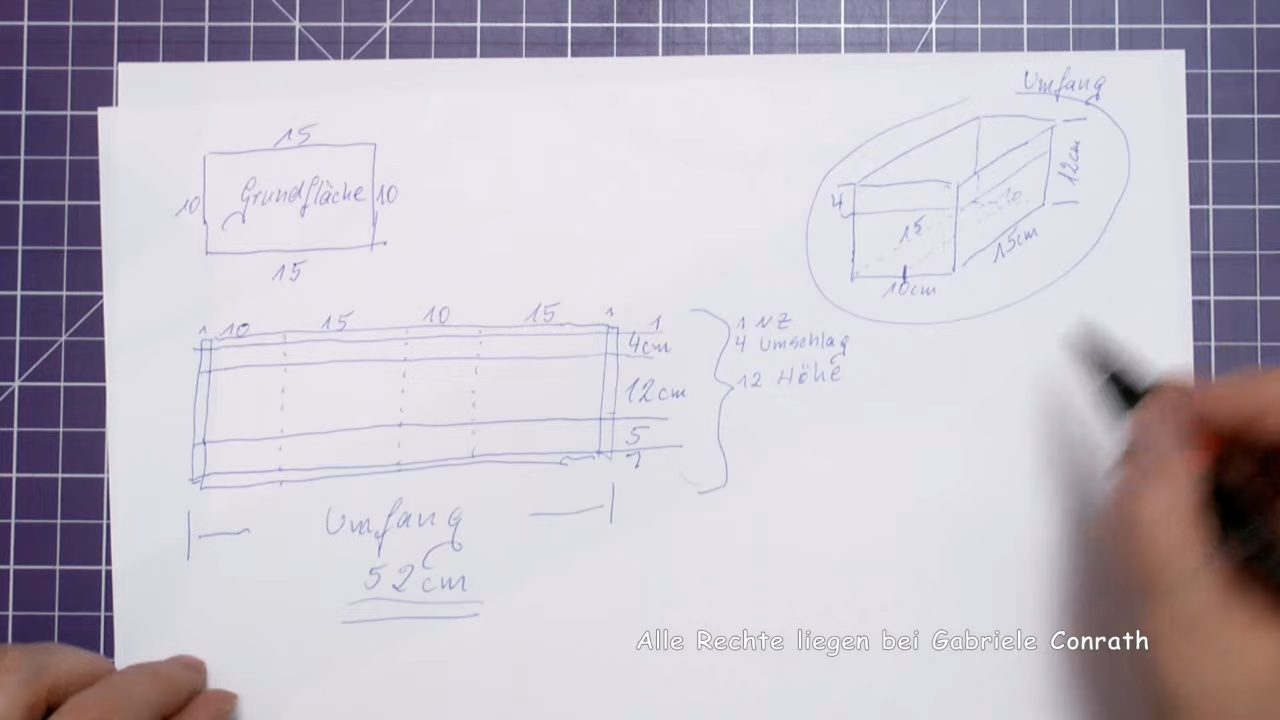 Umfang
15
10 Grundfläche 10
15
4
12cm
15
10
15cm
10cm
1 10 15 10 15 1
1
4cm
12cm
5
1
1 NZ
4 Umschlag
12 Höhe
Umfang
52cm
Alle Rechte liegen bei Gabriele Conrath